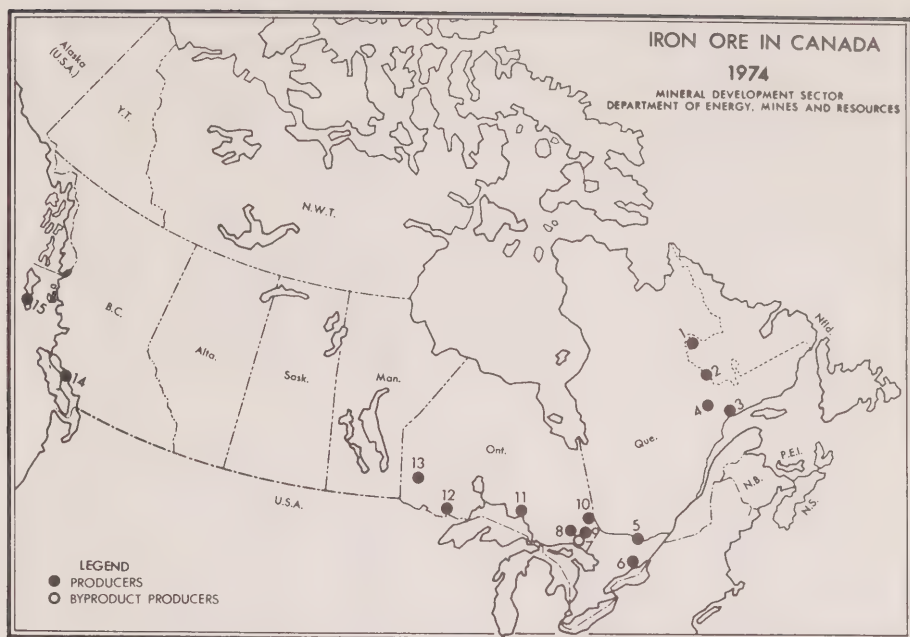 IRON ORE IN CANADA
1974
MINERAL DEVELOPMENT SECTOR
DEPARTMENT OF ENERGY, MINES AND RESOURCES
Alaska
(U.S.A.)
Y.T.
N.W.T.
B.C.
Alta.
Sask.
Man.
Ont.
Que.
Nfld.
P.E.I.
N.B.
N.S.
U.S.A.
1
2
3
4
5
6
7
8
9
10
11
12
13
14
15
LEGEND
PRODUCERS
BYPRODUCT PRODUCERS